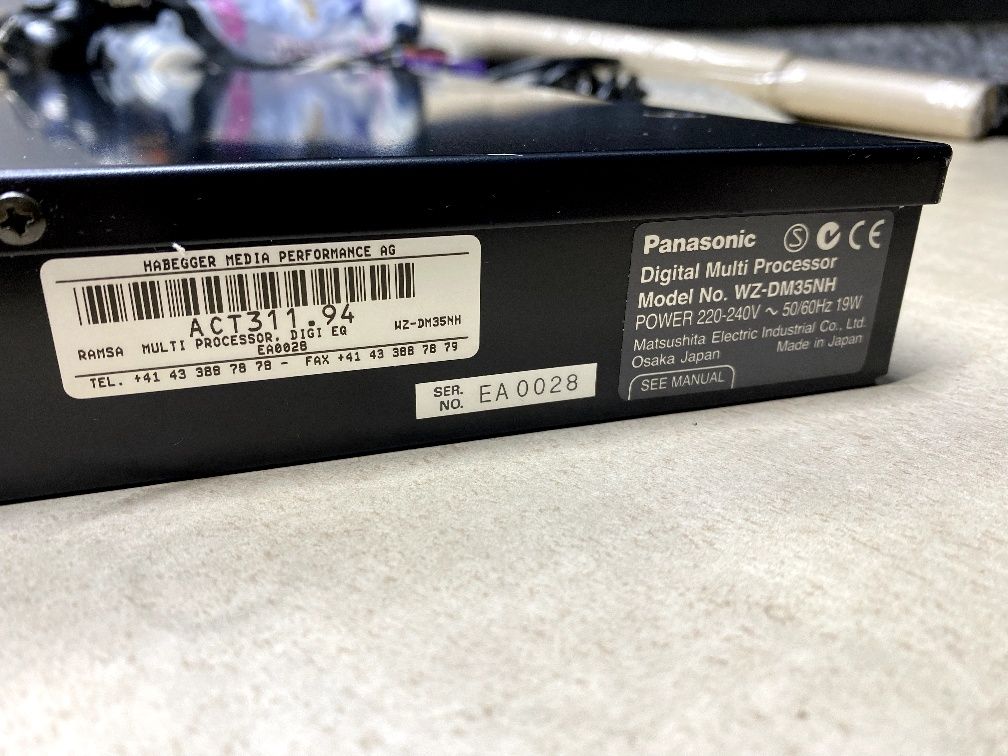 HABEGGER MEDIA PERFORMANCE AG
ACT311.94
RAMSA MULTI PROCESSOR, DIGI EQ WZ-DM35NH
EA0028
TEL. +41 43 388 78 78 - FAX +41 43 388 78 79
SER. NO. EA0028
Panasonic
Digital Multi Processor
Model No. WZ-DM35NH
POWER 220-240V ~ 50/60Hz 19W
Matsushita Electric Industrial Co., Ltd.
Osaka Japan Made in Japan
SEE MANUAL